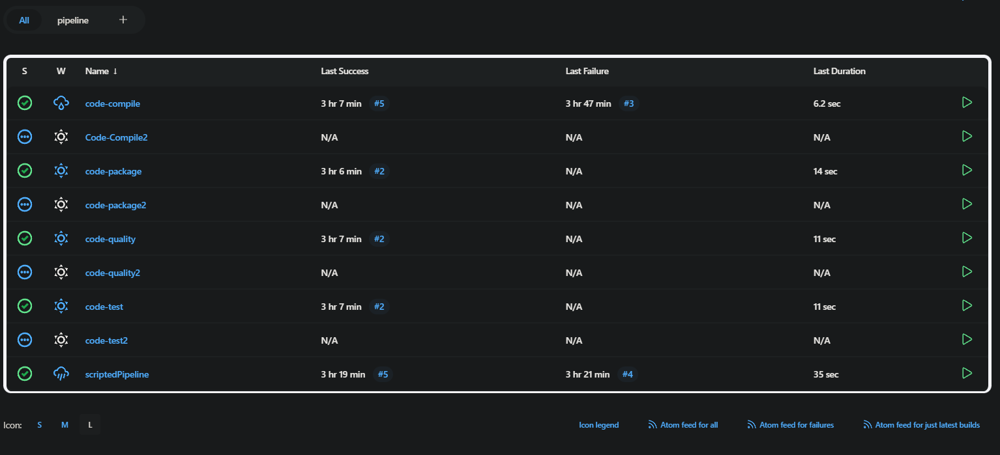 All pipeline +
S W Name ↓ Last Success Last Failure Last Duration
code-compile 3 hr 7 min #5 3 hr 47 min #3 6.2 sec
Code-Compile2 N/A N/A N/A
code-package 3 hr 6 min #2 N/A 14 sec
code-package2 N/A N/A N/A
code-quality 3 hr 7 min #2 N/A 11 sec
code-quality2 N/A N/A N/A
code-test 3 hr 7 min #2 N/A 11 sec
code-test2 N/A N/A N/A
scriptedPipeline 3 hr 19 min #5 3 hr 21 min #4 35 sec
Icon: S M L Icon legend Atom feed for all Atom feed for failures Atom feed for just latest builds